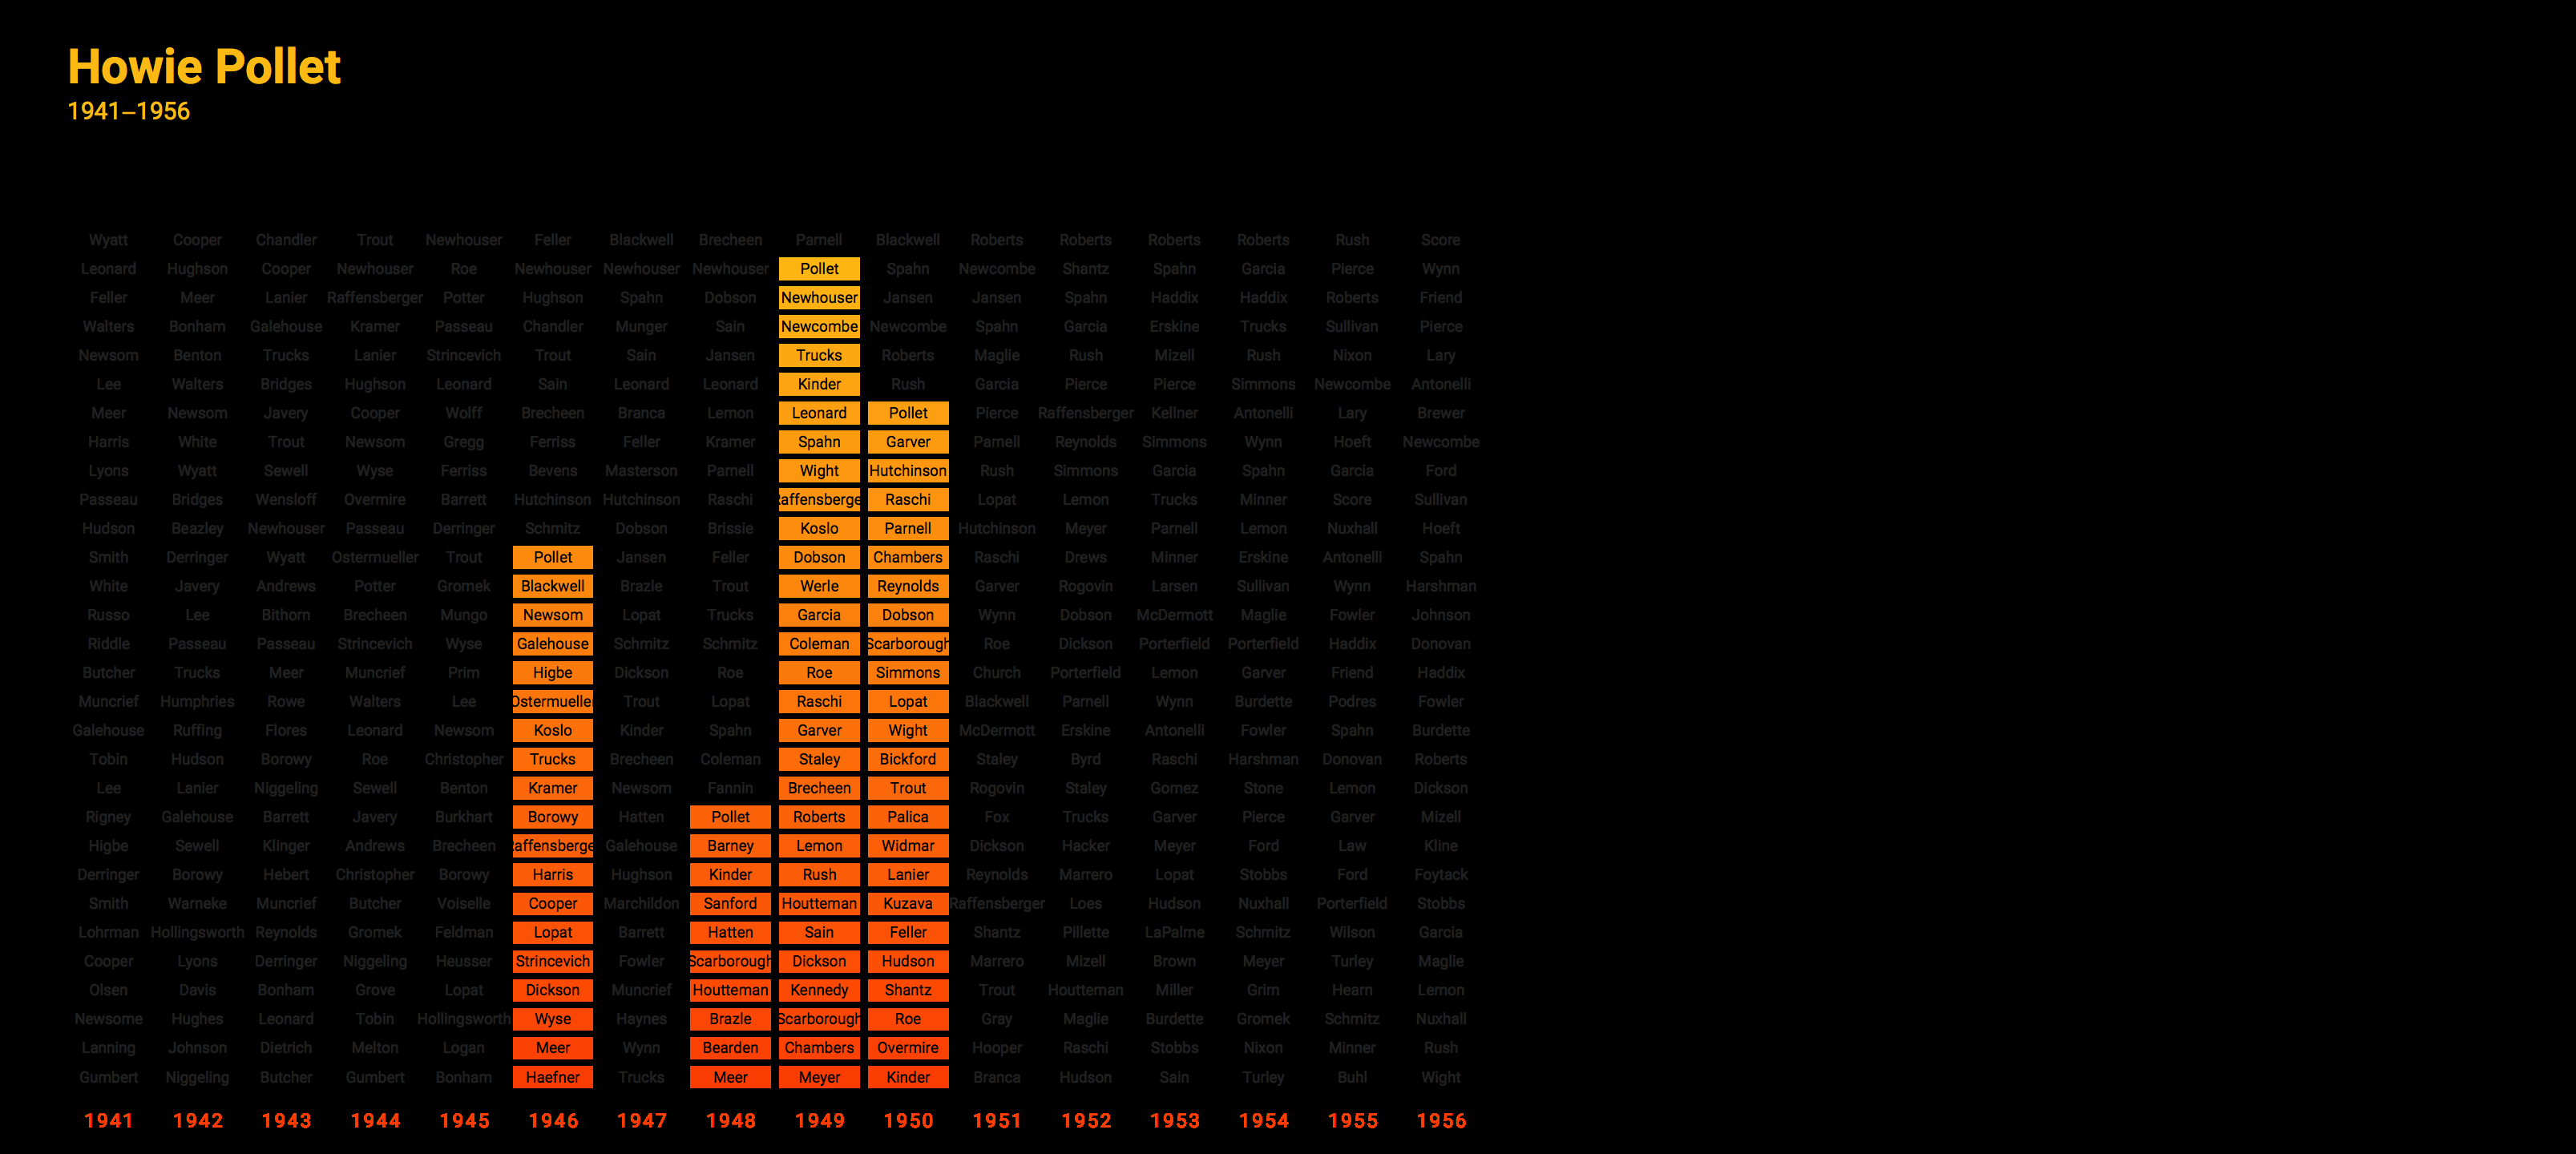 Howie Pollet
1941–1956
Wyatt Cooper Chandler Trout Newhouser Feller Blackwell Brecheen Parnell Blackwell Roberts Roberts Roberts Roberts Rush Score
Leonard Hughson Cooper Newhouser Roe Newhouser Newhouser Newhouser Pollet Spahn Newcombe Shantz Spahn Garcia Pierce Wynn
Feller Meer Lanier Raffensberger Potter Hughson Spahn Dobson Newhouser Jansen Jansen Spahn Haddix Haddix Roberts Friend
Walters Bonham Galehouse Kramer Passeau Chandler Munger Sain Newcombe Newcombe Spahn Garcia Erskine Trucks Sullivan Pierce
Newsom Benton Trucks Lanier Strincevich Trout Sain Jansen Trucks Roberts Maglie Rush Mizell Rush Nixon Lary
Lee Walters Bridges Hughson Leonard Sain Leonard Leonard Kinder Rush Garcia Pierce Pierce Simmons Newcombe Antonelli
Meer Newsom Javery Cooper Wolff Brecheen Branca Lemon Leonard Pollet Pierce Raffensberger Kellner Antonelli Lary Brewer
Harris White Trout Newsom Gregg Ferriss Feller Kramer Spahn Garver Parnell Reynolds Simmons Wynn Hoeft Newcombe
Lyons Wyatt Sewell Wyse Ferriss Bevens Masterson Parnell Wight Hutchinson Rush Simmons Garcia Spahn Garcia Ford
Passeau Bridges Wensloff Overmire Barrett Hutchinson Hutchinson Raschi affensberge Raschi Lopat Lemon Trucks Minner Score Sullivan
Hudson Beazley Newhouser Passeau Derringer Schmitz Dobson Brissie Koslo Parnell Hutchinson Meyer Parnell Lemon Nuxhall Hoeft
Smith Derringer Wyatt Ostermueller Trout Pollet Jansen Feller Dobson Chambers Raschi Drews Minner Erskine Antonelli Spahn
White Javery Andrews Potter Gromek Blackwell Brazle Trout Werle Reynolds Garver Rogovin Larsen Sullivan Wynn Harshman
Russo Lee Bithorn Brecheen Mungo Newsom Lopat Trucks Garcia Dobson Wynn Dobson McDermott Maglie Fowler Johnson
Riddle Passeau Passeau Strincevich Wyse Galehouse Schmitz Schmitz Coleman Scarborough Roe Dickson Porterfield Porterfield Haddix Donovan
Butcher Trucks Meer Muncrief Prim Higbe Dickson Roe Roe Simmons Church Porterfield Lemon Garver Friend Haddix
Muncrief Humphries Rowe Walters Lee Ostermueller Trout Lopat Raschi Lopat Blackwell Parnell Wynn Burdette Podres Fowler
Galehouse Ruffing Flores Leonard Newsom Koslo Kinder Spahn Garver Wight McDermott Erskine Antonelli Fowler Spahn Burdette
Tobin Hudson Borowy Roe Christopher Trucks Brecheen Coleman Staley Bickford Staley Byrd Raschi Harshman Donovan Roberts
Lee Lanier Niggeling Sewell Benton Kramer Newsom Fannin Brecheen Trout Rogovin Staley Gomez Stone Lemon Dickson
Rigney Galehouse Barrett Javery Burkhart Borowy Hatten Pollet Roberts Palica Fox Trucks Garver Pierce Garver Mizell
Higbe Sewell Klinger Andrews Brecheen affensberge Galehouse Barney Lemon Widmar Dickson Hacker Meyer Ford Law Kline
Derringer Borowy Hebert Christopher Borowy Harris Hughson Kinder Rush Lanier Reynolds Marrero Lopat Stobbs Ford Foytack
Smith Warneke Muncrief Butcher Voiselle Cooper Marchildon Sanford Houtteman Kuzava Raffensberger Loes Hudson Nuxhall Porterfield Stobbs
Lohrman Hollingsworth Reynolds Gromek Feldman Lopat Barrett Hatten Sain Feller Shantz Pillette LaPalme Schmitz Wilson Garcia
Cooper Lyons Derringer Niggeling Heusser Strincevich Fowler Scarborough Dickson Hudson Marrero Mizell Brown Meyer Turley Maglie
Olsen Davis Bonham Grove Lopat Dickson Muncrief Houtteman Kennedy Shantz Trout Houtteman Miller Grim Hearn Lemon
Newsome Hughes Leonard Tobin Hollingsworth Wyse Haynes Brazle Scarborough Roe Gray Maglie Burdette Gromek Schmitz Nuxhall
Lanning Johnson Dietrich Melton Logan Meer Wynn Bearden Chambers Overmire Hooper Raschi Stobbs Nixon Minner Rush
Gumbert Niggeling Butcher Gumbert Bonham Haefner Trucks Meer Meyer Kinder Branca Hudson Sain Turley Buhl Wight
1941 1942 1943 1944 1945 1946 1947 1948 1949 1950 1951 1952 1953 1954 1955 1956